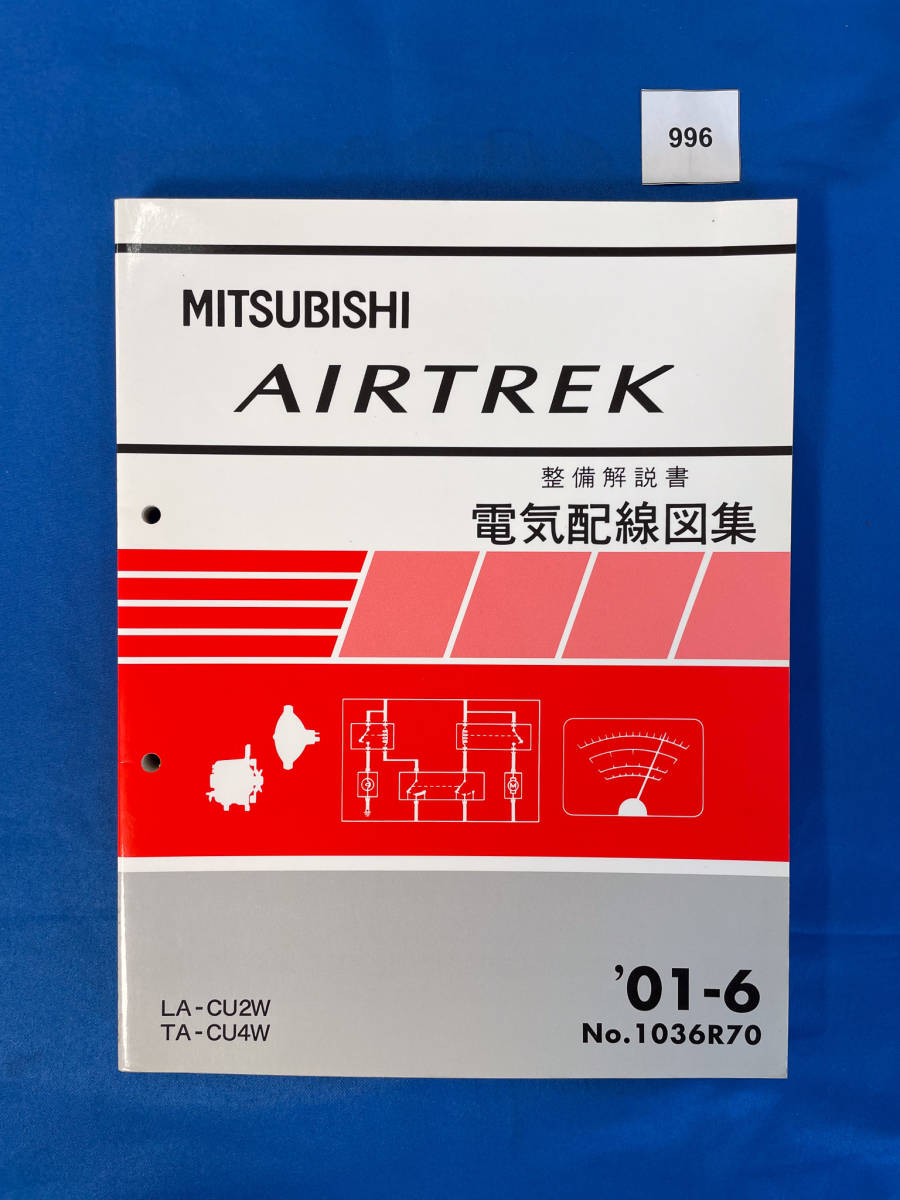 996
MITSUBISHI
AIRTREK
整備解説書
電気配線図集
LA-CU2W
TA-CU4W
'01-6
No.1036R70